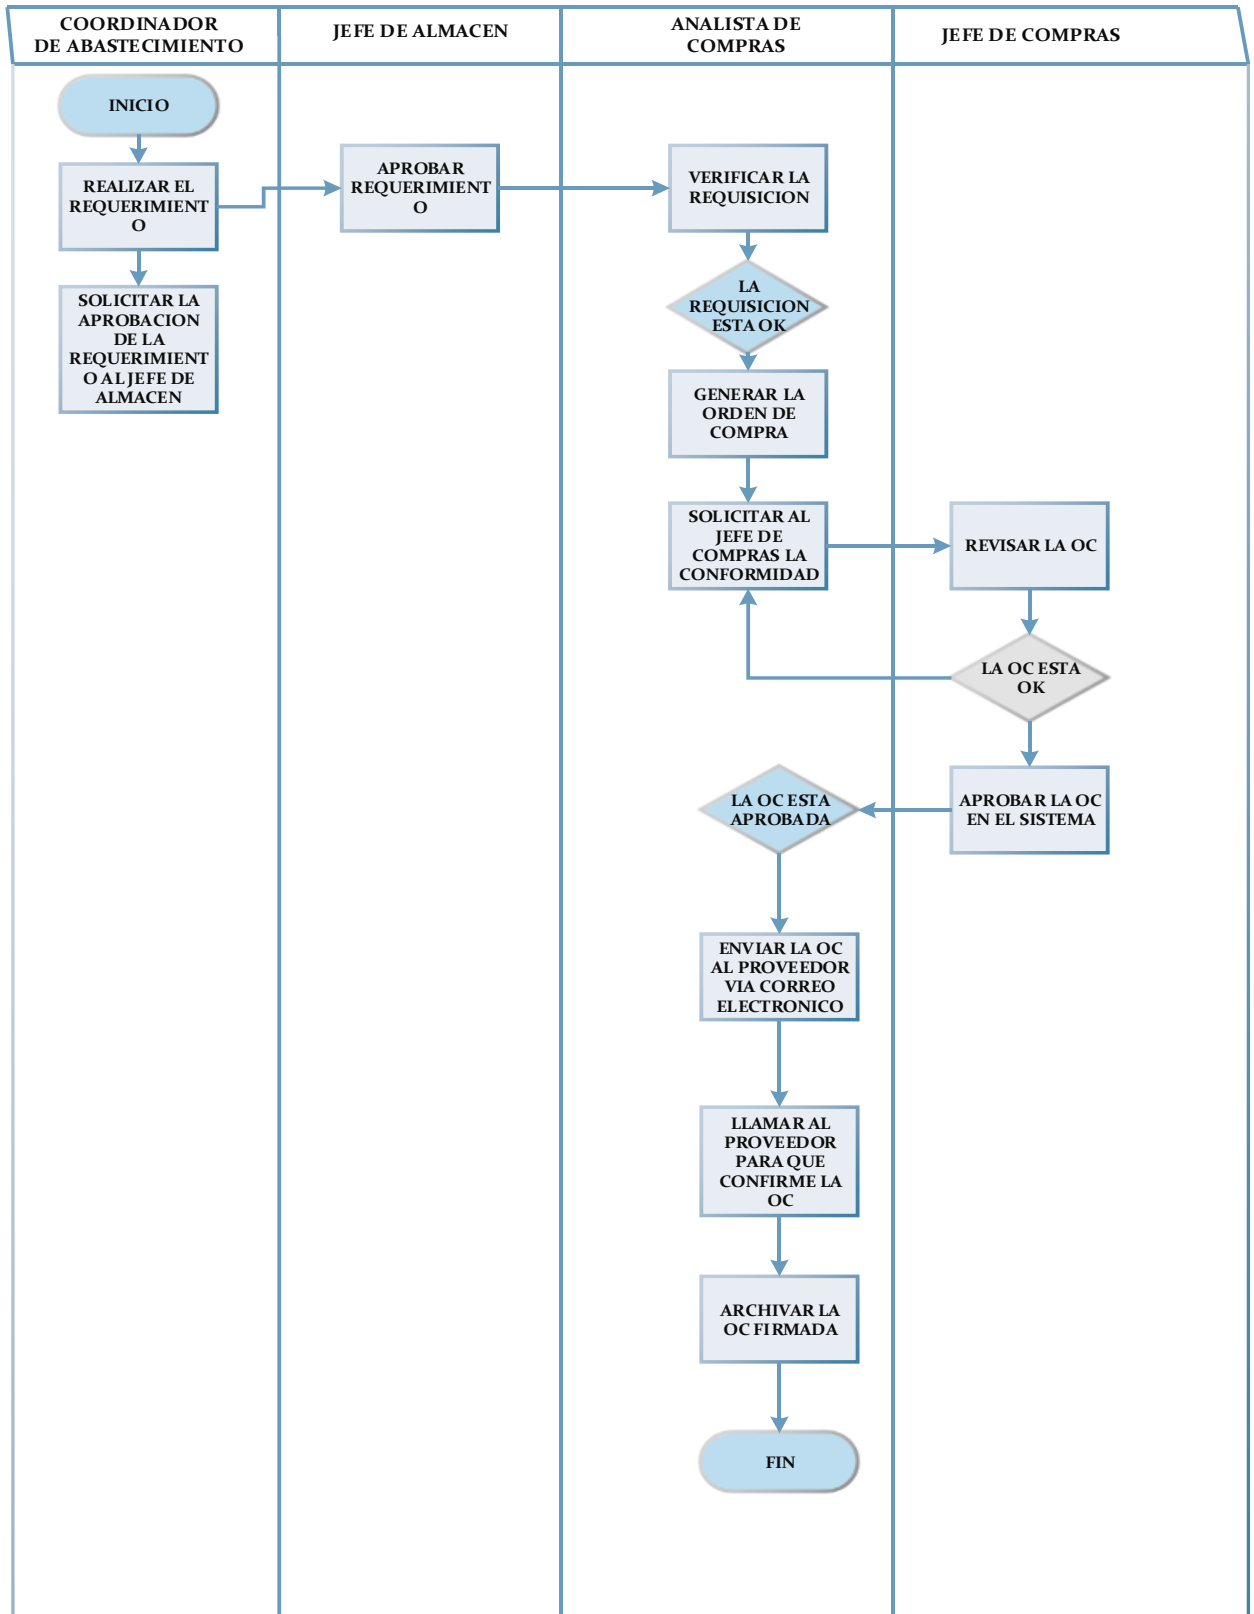 COORDINADOR
DE ABASTECIMIENTO
JEFE DE ALMACEN
ANALISTA DE
COMPRAS
JEFE DE COMPRAS
INICIO
REALIZAR EL
REQUERIMIENT
O
APROBAR
REQUERIMIENT
O
VERIFICAR LA
REQUISICION
SOLICITAR LA
APROBACION
DE LA
REQUERIMIENT
O AL JEFE DE
ALMACEN
LA
REQUISICION
ESTA OK
GENERAR LA
ORDEN DE
COMPRA
SOLICITAR AL
JEFE DE
COMPRAS LA
CONFORMIDAD
REVISAR LA OC
LA OC ESTA
OK
APROBAR LA OC
EN EL SISTEMA
LA OC ESTA
APROBADA
ENVIAR LA OC
AL PROVEEDOR
VIA CORREO
ELECTRONICO
LLAMAR AL
PROVEEDOR
PARA QUE
CONFIRME LA
OC
ARCHIVAR LA
OC FIRMADA
FIN